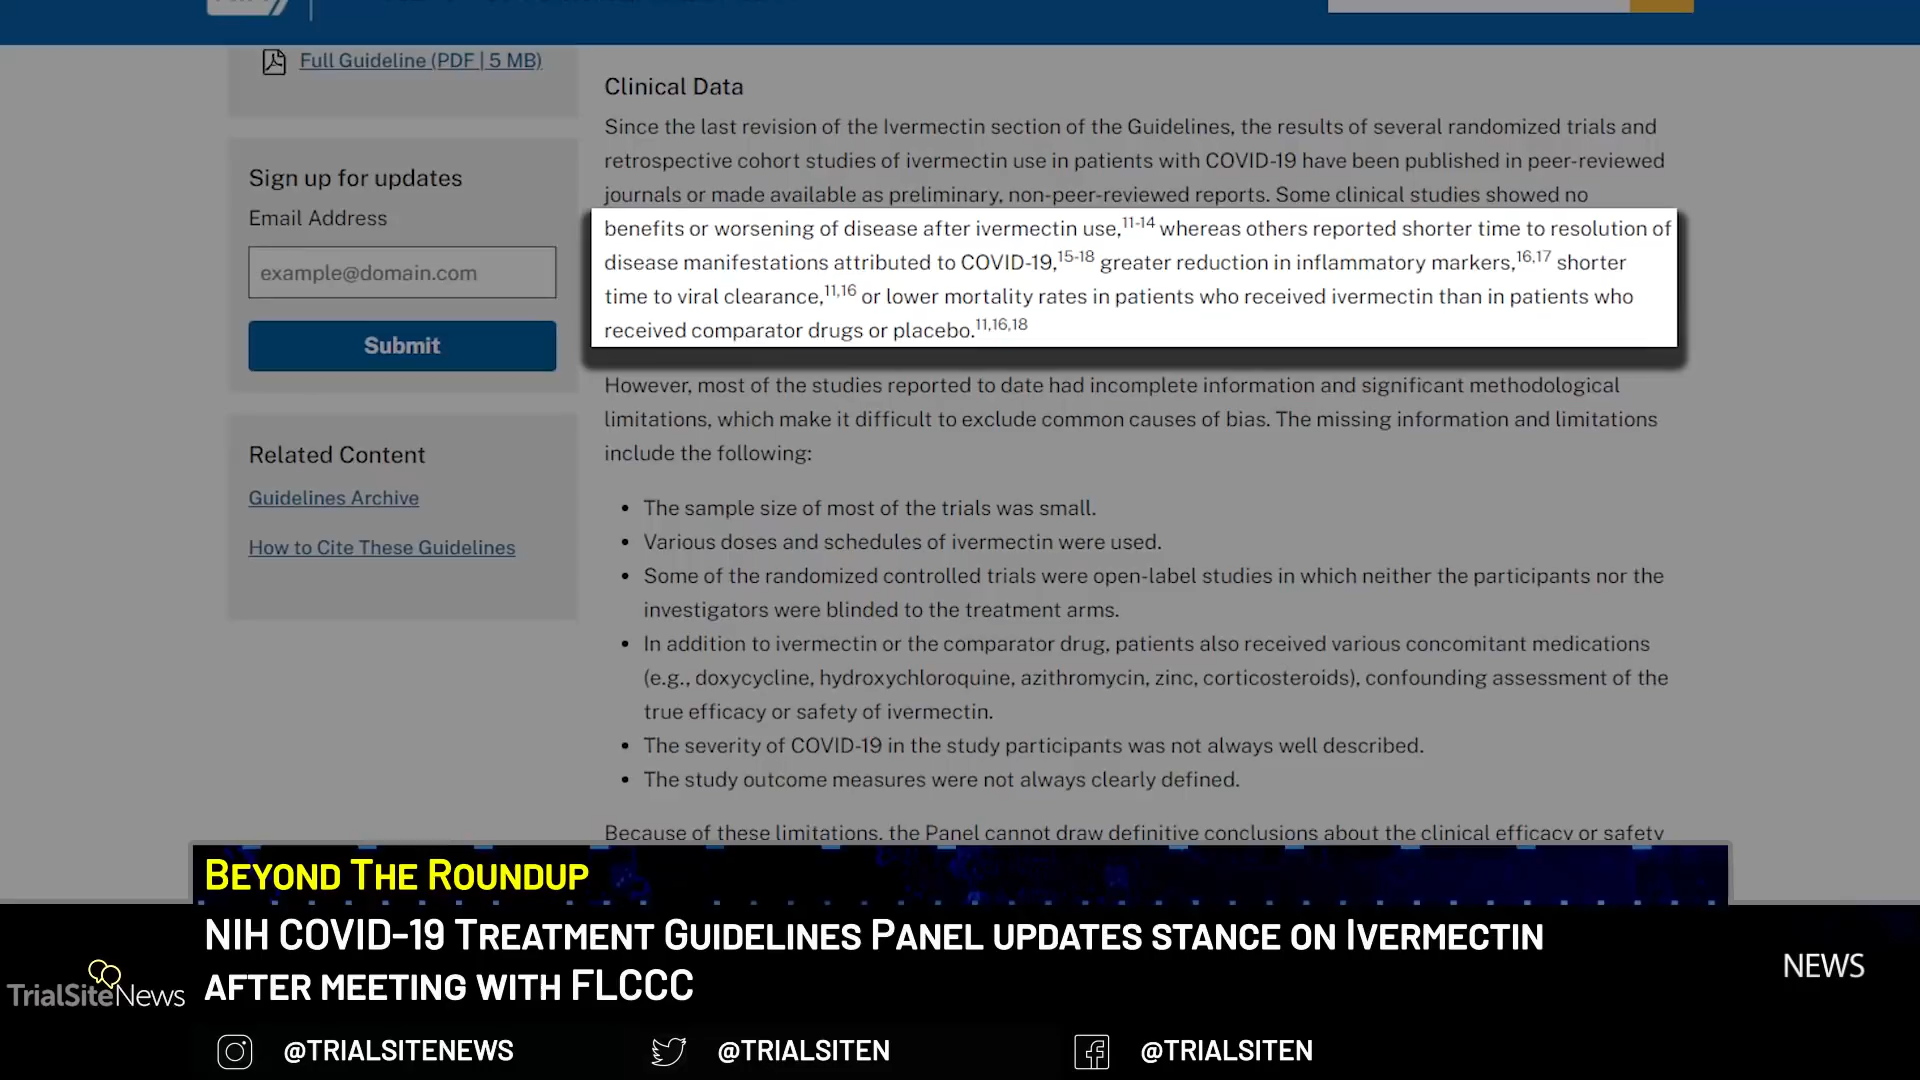 Full Guideline (PDF | 5 MB)
Sign up for updates
Email Address
example@domain.com
Submit
Related Content
Guidelines Archive
How to Cite These Guidelines
Clinical Data
Since the last revision of the Ivermectin section of the Guidelines, the results of several randomized trials and
retrospective cohort studies of ivermectin use in patients with COVID-19 have been published in peer-reviewed
journals or made available as preliminary, non-peer-reviewed reports. Some clinical studies showed no
benefits or worsening of disease after ivermectin use,11-14 whereas others reported shorter time to resolution of
disease manifestations attributed to COVID-19,15-18 greater reduction in inflammatory markers,16,17 shorter
time to viral clearance,11,16 or lower mortality rates in patients who received ivermectin than in patients who
received comparator drugs or placebo.11,16,18
However, most of the studies reported to date had incomplete information and significant methodological
limitations, which make it difficult to exclude common causes of bias. The missing information and limitations
include the following:
• The sample size of most of the trials was small.
• Various doses and schedules of ivermectin were used.
• Some of the randomized controlled trials were open-label studies in which neither the participants nor the
investigators were blinded to the treatment arms.
• In addition to ivermectin or the comparator drug, patients also received various concomitant medications
(e.g., doxycycline, hydroxychloroquine, azithromycin, zinc, corticosteroids), confounding assessment of the
true efficacy or safety of ivermectin.
• The severity of COVID-19 in the study participants was not always well described.
• The study outcome measures were not always clearly defined.
Because of these limitations, the Panel cannot draw definitive conclusions about the clinical efficacy or safety
BEYOND THE ROUNDUP
NIH COVID-19 TREATMENT GUIDELINES PANEL UPDATES STANCE ON IVERMECTIN
AFTER MEETING WITH FLCCC
TrialSiteNews
NEWS
@TRIALSITENEWS
@TRIALSITEN
@TRIALSITEN